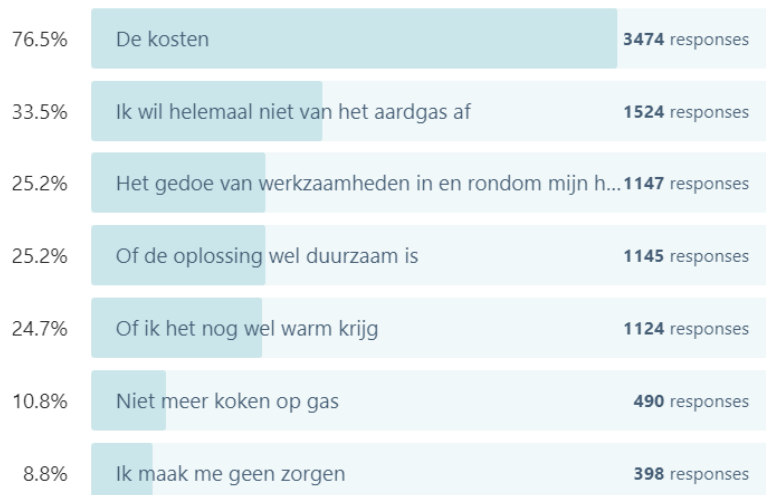 76.5% De kosten 3474 responses
33.5% Ik wil helemaal niet van het aardgas af 1524 responses
25.2% Het gedoe van werkzaamheden in en rondom mijn h... 1147 responses
25.2% Of de oplossing wel duurzaam is 1145 responses
24.7% Of ik het nog wel warm krijg 1124 responses
10.8% Niet meer koken op gas 490 responses
8.8% Ik maak me geen zorgen 398 responses